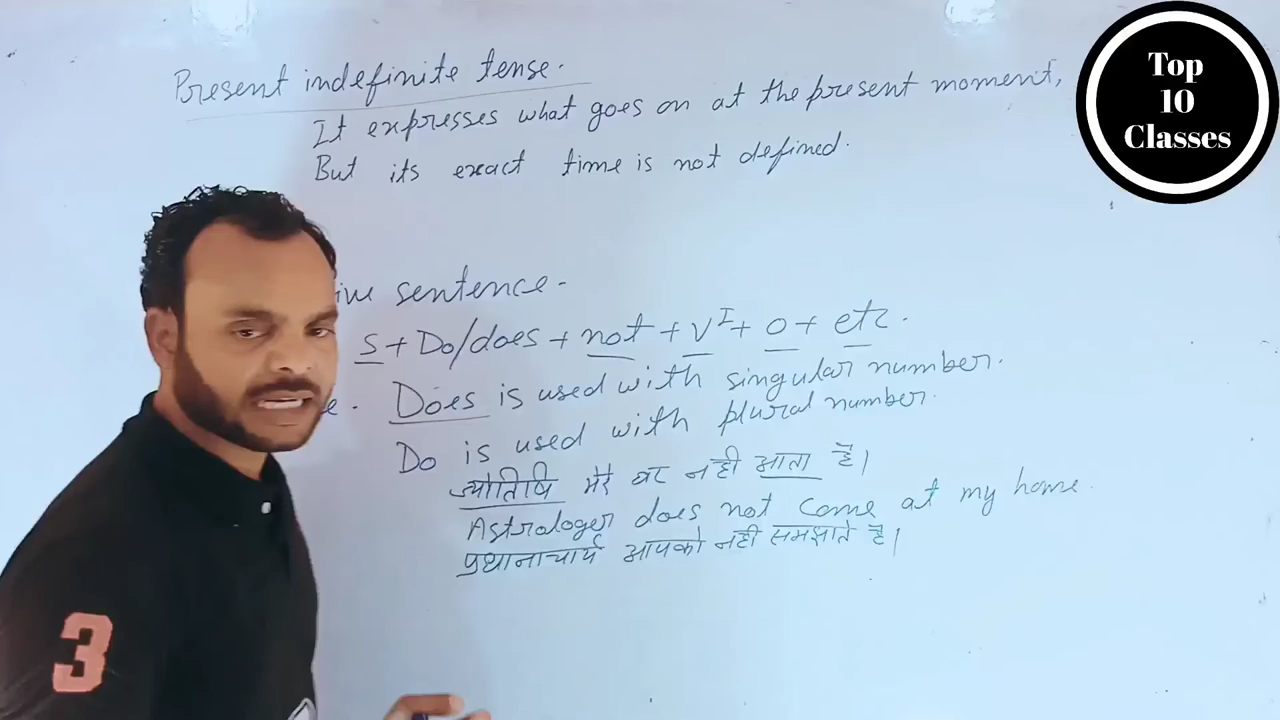 Present indefinite tense.
It expresses what goes on at the present moment,
But its exact time is not defined.
sentence.
S + Do/does + not + V^I + O + etc.
Does is used with singular number.
Do is used with plural number.
ज्योतिषि मेरे घर नही आता है।
Astrologer does not come at my home.
प्रधानाचार्य आपको नही समझाते है।
Top
10
Classes
3